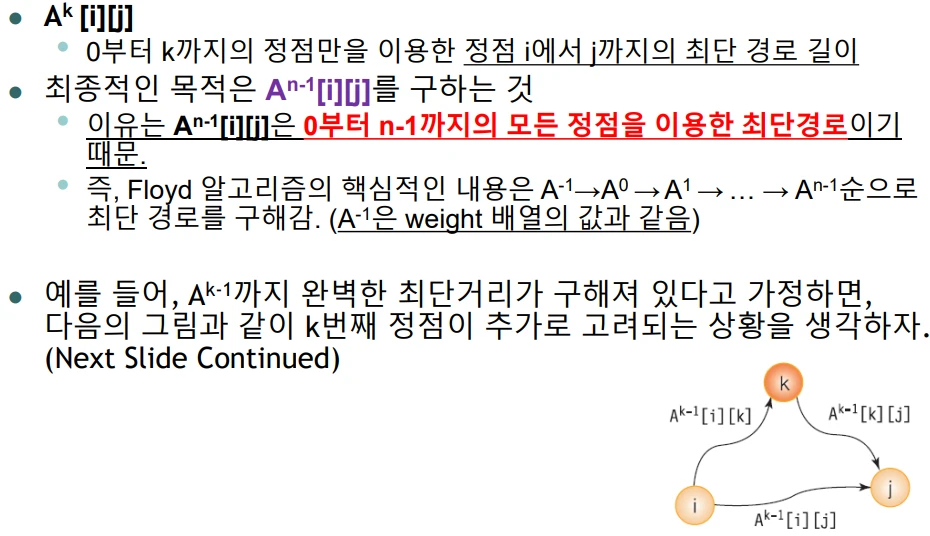 A^k [i][j]
0부터 k까지의 정점만을 이용한 정점 i에서 j까지의 최단 경로 길이
최종적인 목적은 A^n-1[i][j]를 구하는 것
이유는 A^n-1[i][j]은 0부터 n-1까지의 모든 정점을 이용한 최단경로이기
때문.
즉, Floyd 알고리즘의 핵심적인 내용은 A^-1→A^0 → A^1 → … → A^n-1순으로
최단 경로를 구해감. (A^-1은 weight 배열의 값과 같음)
예를 들어, A^k-1까지 완벽한 최단거리가 구해져 있다고 가정하면,
다음의 그림과 같이 k번째 정점이 추가로 고려되는 상황을 생각하자.
(Next Slide Continued)
k
A^k-1[i][k]
A^k-1[k][j]
i
j
A^k-1[i][j]